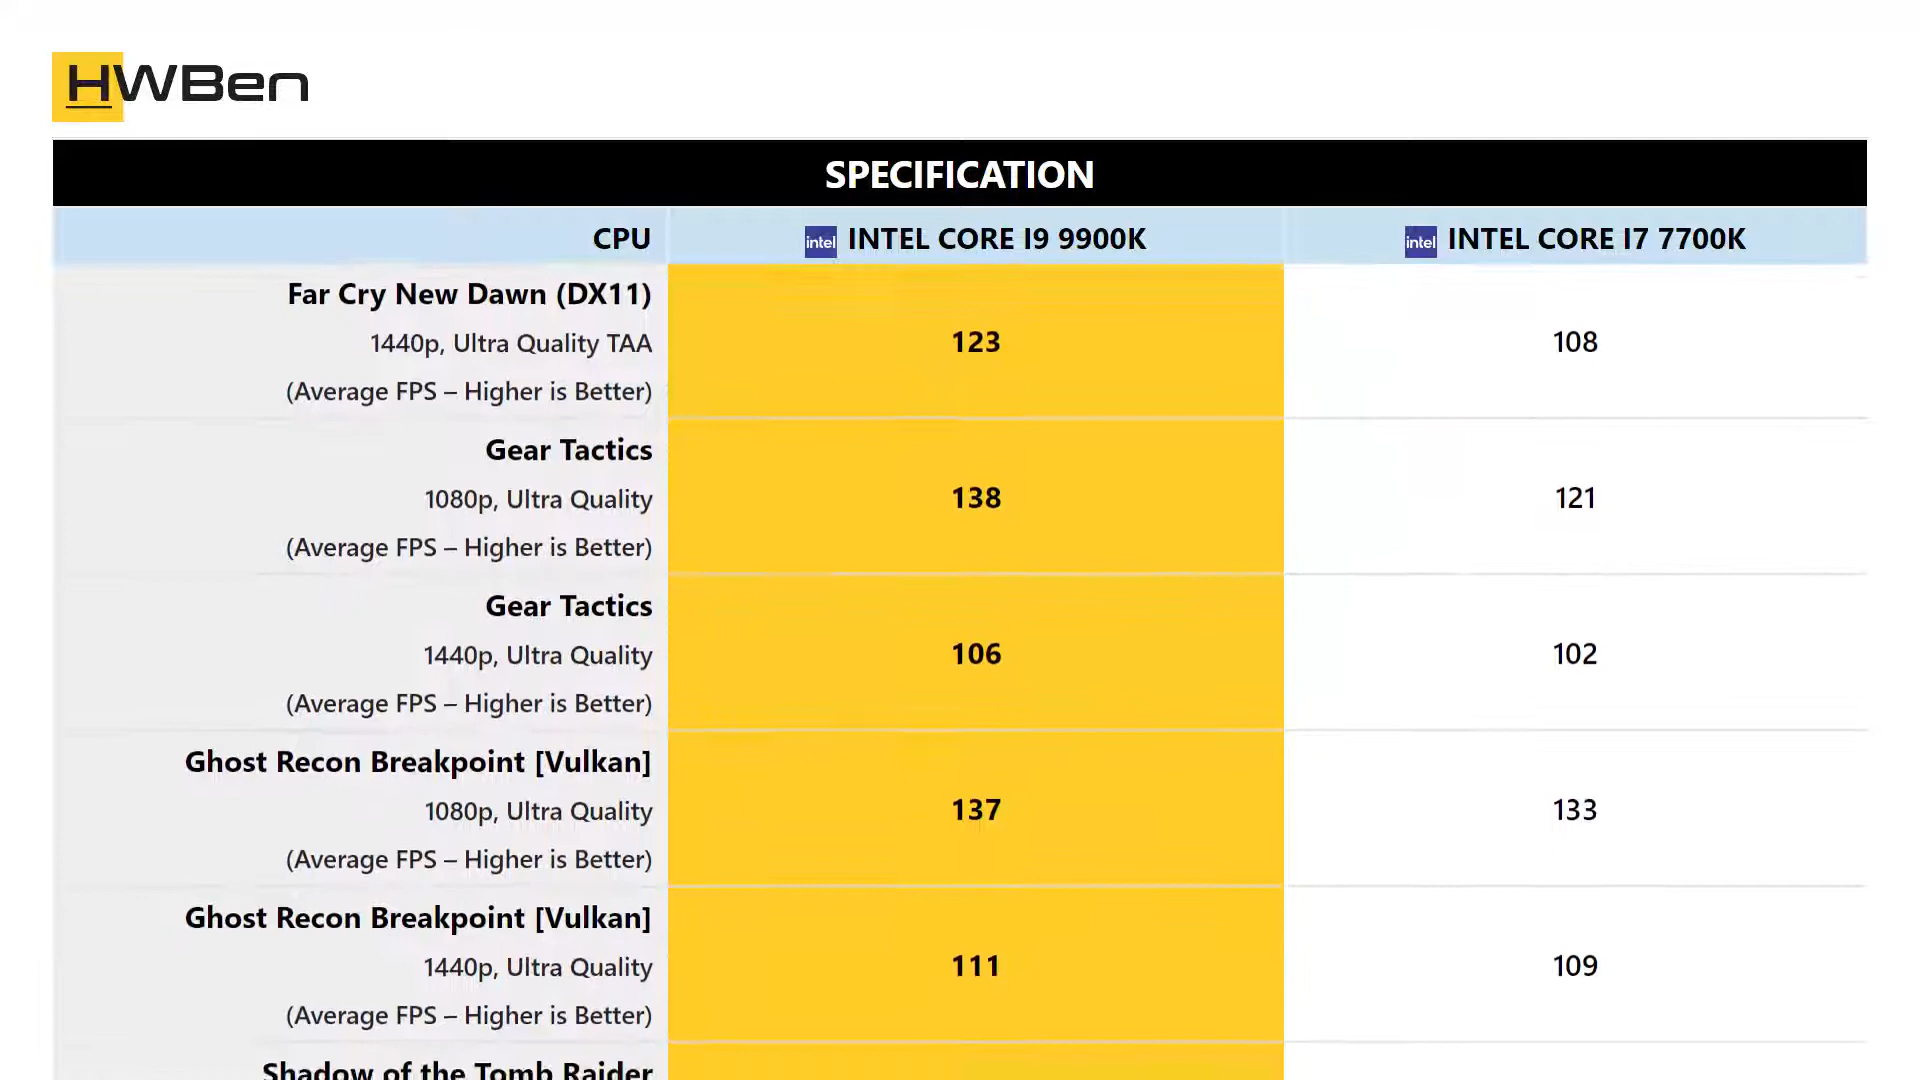 HWBen
SPECIFICATION
CPU intel INTEL CORE I9 9900K intel INTEL CORE I7 7700K
Far Cry New Dawn (DX11)
1440p, Ultra Quality TAA 123 108
(Average FPS – Higher is Better)
Gear Tactics
1080p, Ultra Quality 138 121
(Average FPS – Higher is Better)
Gear Tactics
1440p, Ultra Quality 106 102
(Average FPS – Higher is Better)
Ghost Recon Breakpoint [Vulkan]
1080p, Ultra Quality 137 133
(Average FPS – Higher is Better)
Ghost Recon Breakpoint [Vulkan]
1440p, Ultra Quality 111 109
(Average FPS – Higher is Better)
Shadow of the Tomb Raider